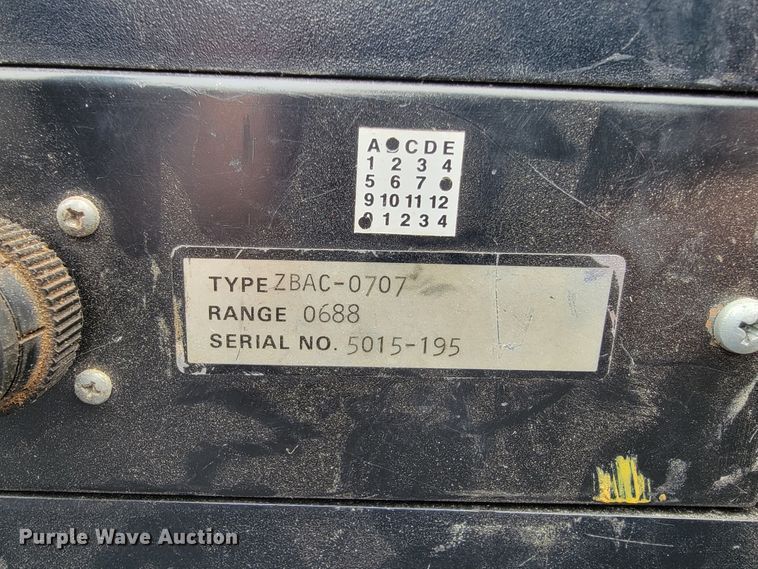 A CDE
1 2 3 4
5 6 7
9 10 11 12
1 2 3 4
TYPE ZBAC-0707
RANGE 0688
SERIAL NO. 5015-195
Purple Wave Auction